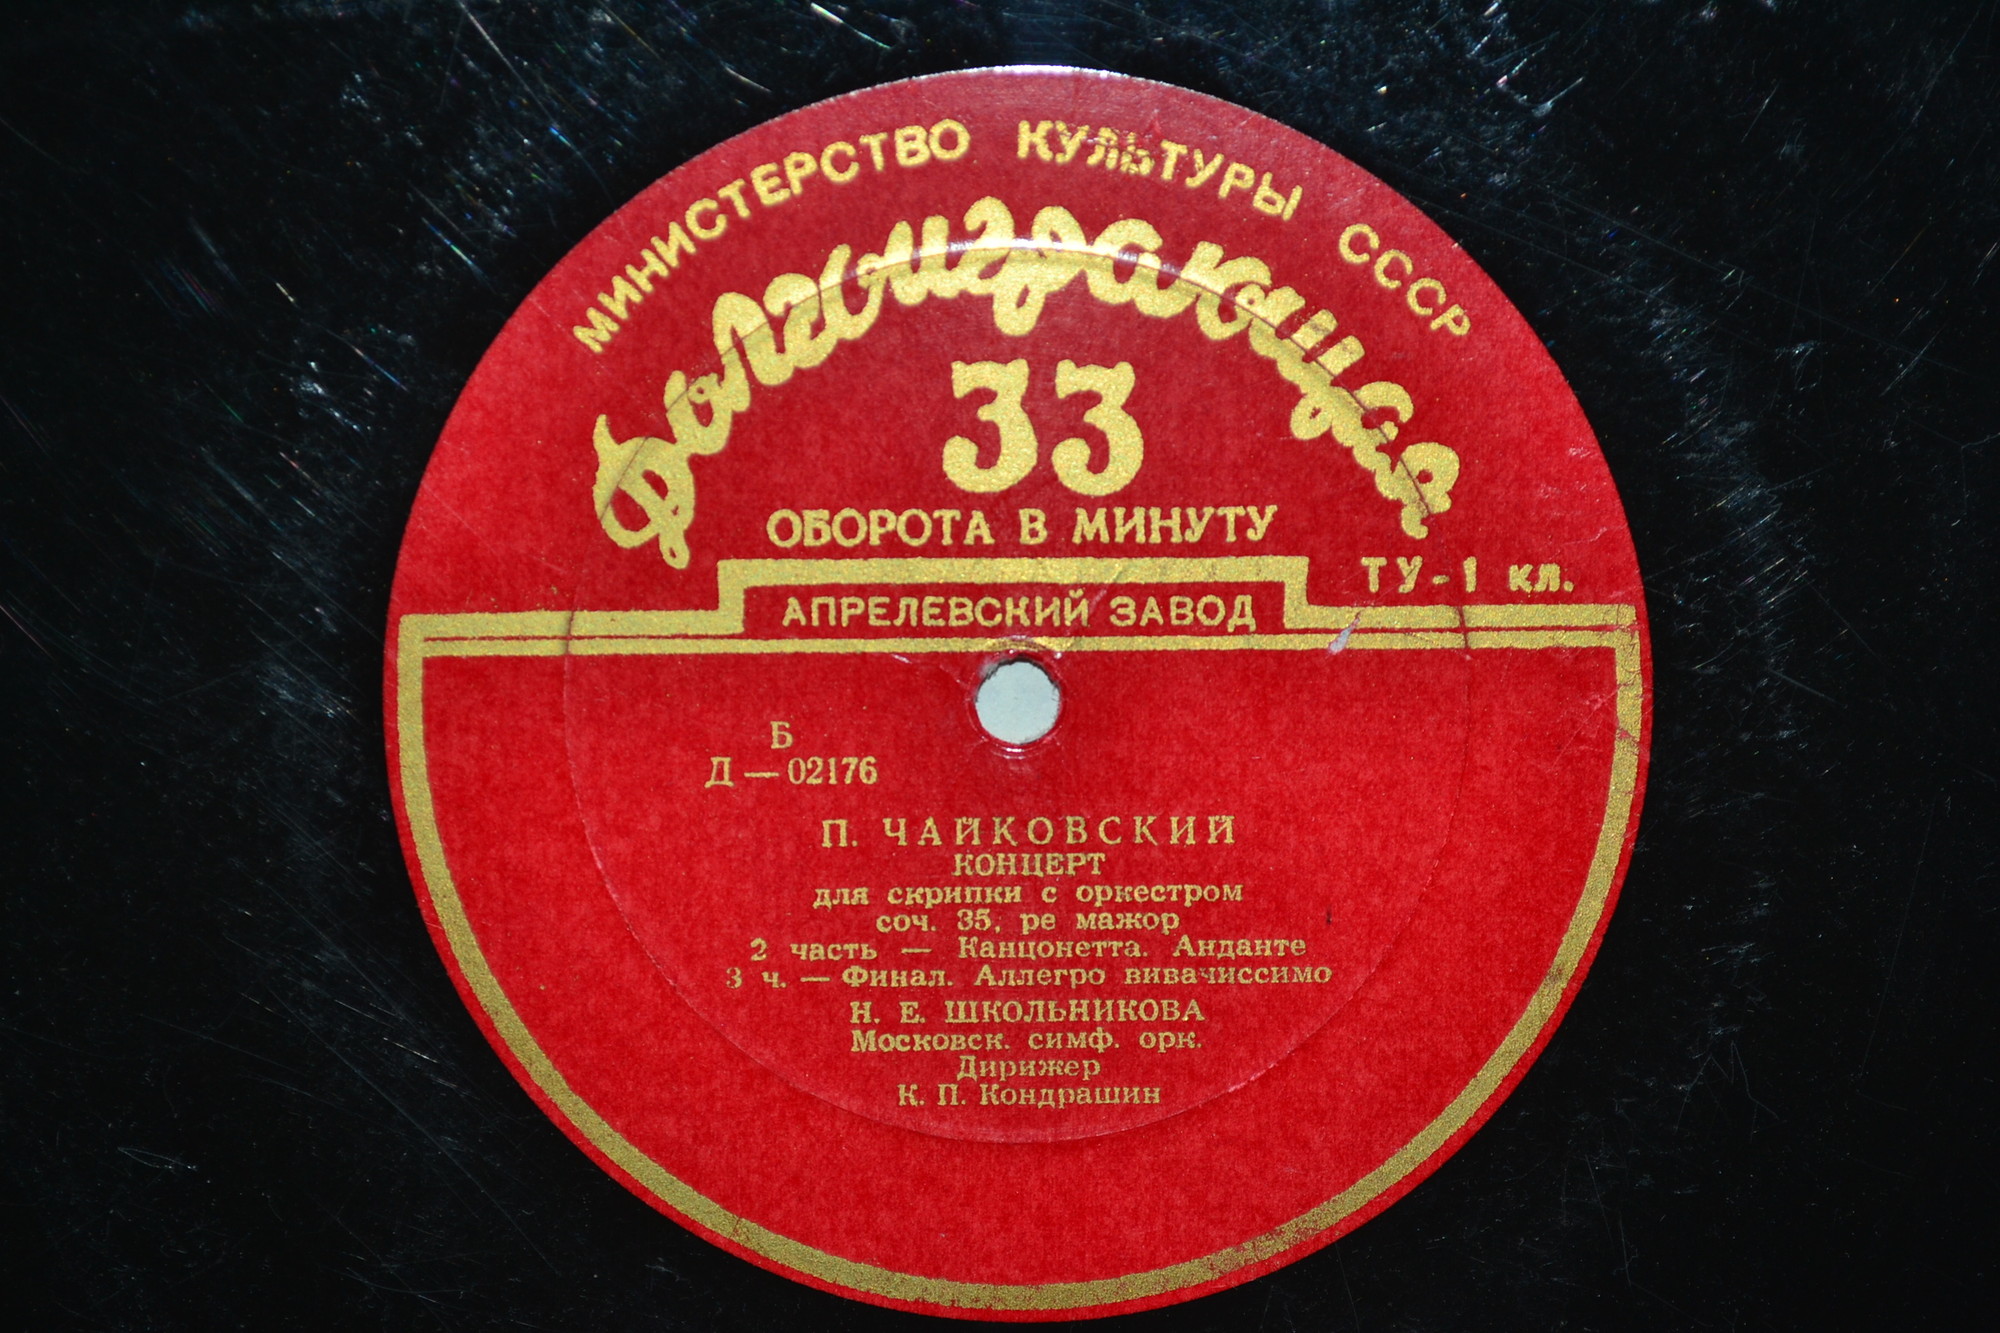 МИНИСТЕРСТВО КУЛЬТУРЫ СССР
Долгоиграющая
33
ОБОРОТА В МИНУТУ
ТУ-1 кл.
АПРЕЛЕВСКИЙ ЗАВОД
Б
Д — 02176
П. ЧАЙКОВСКИЙ
КОНЦЕРТ
для скрипки с оркестром
соч. 35, ре мажор
2 часть — Канцонетта. Анданте
3 ч. — Финал. Аллегро вивачиссимо
Н. Е. ШКОЛЬНИКОВА
Московск. симф. орк.
Дирижер
К. П. Кондрашин